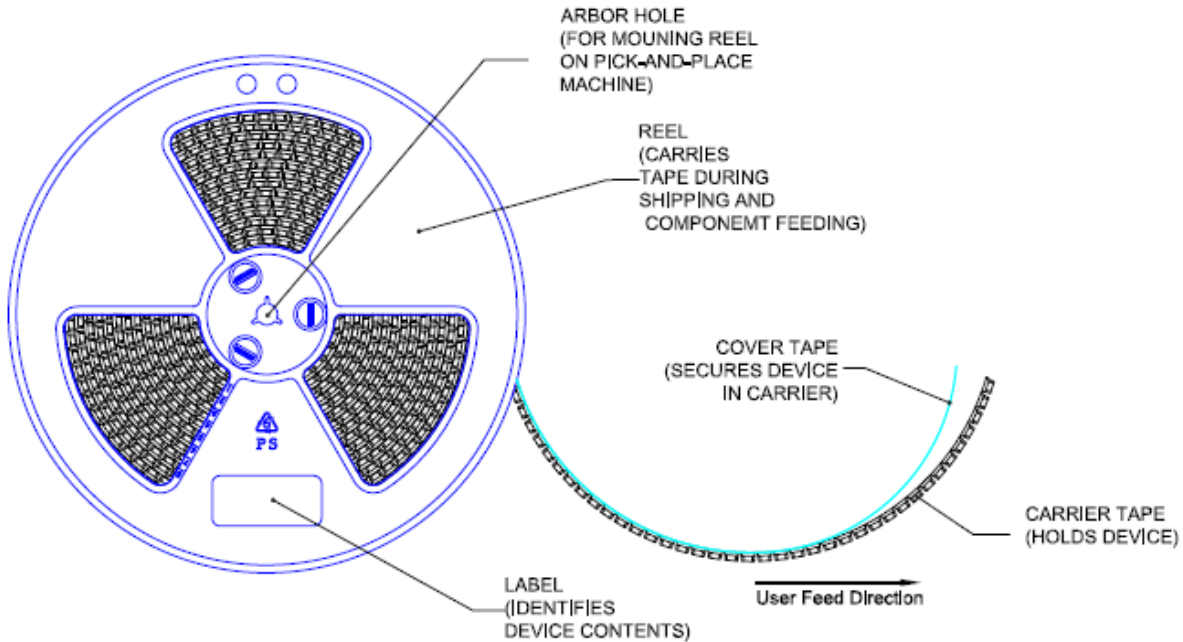 ARBOR HOLE
(FOR MOUNING REEL
ON PICK-AND-PLACE
MACHINE)
REEL
(CARRIES
TAPE DURING
SHIPPING AND
COMPONEMT FEEDING)
COVER TAPE
(SECURES DEVICE
IN CARRIER)
PS
CARRIER TAPE
(HOLDS DEVICE)
LABEL
(IDENTIFIES
DEVICE CONTENTS)
User Feed Direction